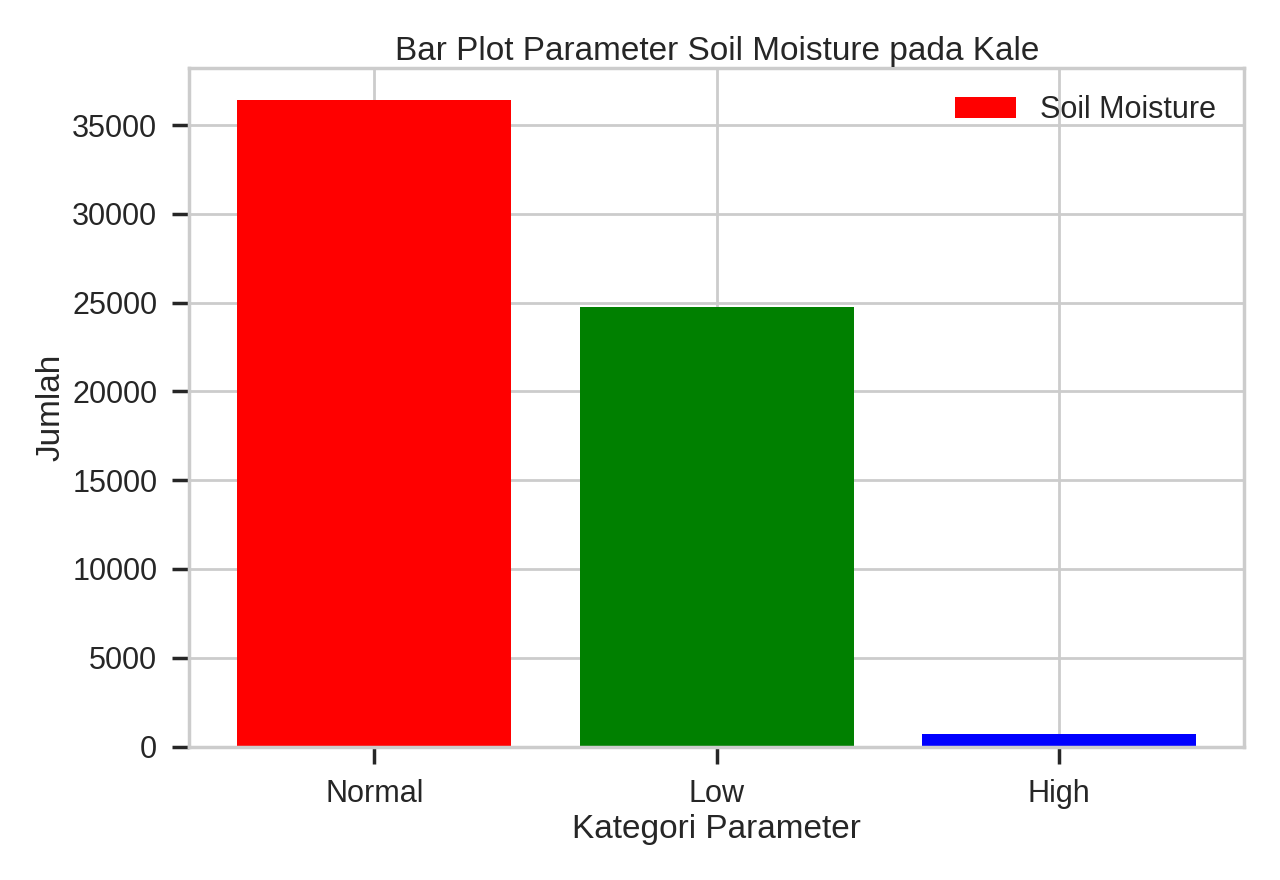 Bar Plot Parameter Soil Moisture pada Kale
Soil Moisture
35000
30000
25000
20000
15000
10000
5000
0
Jumlah
Normal
Low
High
Kategori Parameter